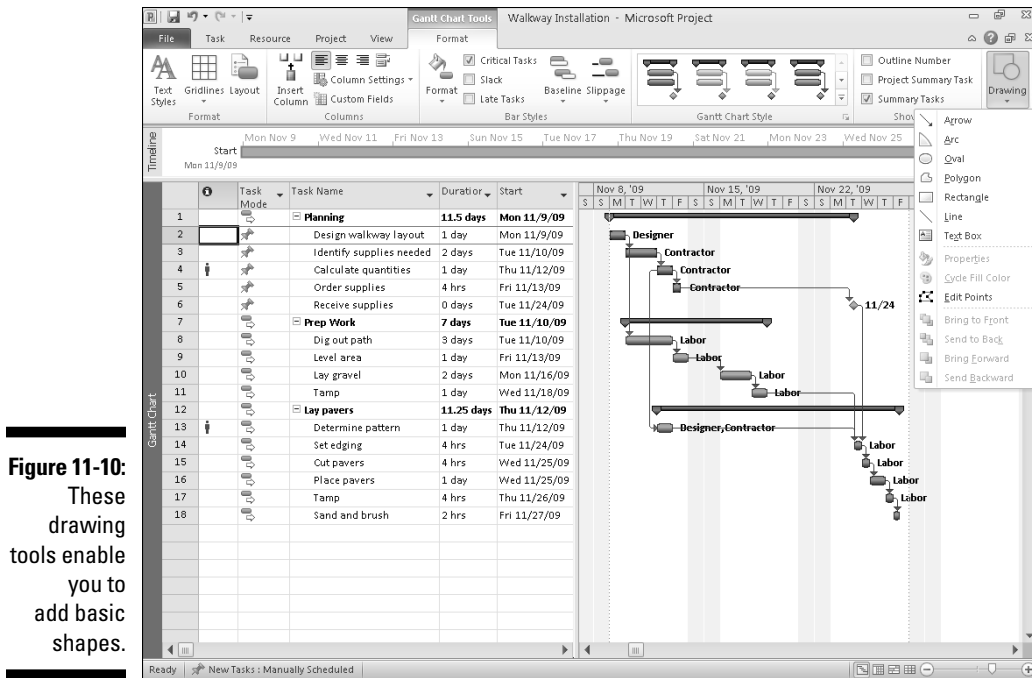 Gantt Chart Tools Walkway Installation - Microsoft Project
File Task Resource Project View Format
Text Styles
Gridlines
Layout
Format
Insert Column
Column Settings
Custom Fields
Columns
Format
Critical Tasks
Slack
Late Tasks
Baseline
Slippage
Bar Styles
Gantt Chart Style
Outline Number
Project Summary Task
Summary Tasks
Drawing
Timeline
Mon Nov 9 Wed Nov 11 Fri Nov 13 Sun Nov 15 Tue Nov 17 Thu Nov 19 Sat Nov 21 Mon Nov 23 Wed Nov 25
Start
Mon 11/9/09
Arrow
Arc
Oval
Polygon
Rectangle
Line
Text Box
Properties
Cycle Fill Color
Edit Points
Bring to Front
Send to Back
Bring Forward
Send Backward
Gantt Chart
Task Mode Task Name Duration Start
Nov 8, '09 Nov 15, '09 Nov 22, '09
S S M T W T F S S M T W T F S S M T W T F
1 Planning 11.5 days Mon 11/9/09
2 Design walkway layout 1 day Mon 11/9/09 Designer
3 Identify supplies needed 2 days Tue 11/10/09 Contractor
4 Calculate quantities 1 day Thu 11/12/09 Contractor
5 Order supplies 4 hrs Fri 11/13/09 Contractor
6 Receive supplies 0 days Tue 11/24/09 11/24
7 Prep Work 7 days Tue 11/10/09
8 Dig out path 3 days Tue 11/10/09 Labor
9 Level area 1 day Fri 11/13/09 Labor
10 Lay gravel 2 days Mon 11/16/09 Labor
11 Tamp 1 day Wed 11/18/09 Labor
12 Lay pavers 11.25 days Thu 11/12/09
13 Determine pattern 1 day Thu 11/12/09 Designer,Contractor
14 Set edging 4 hrs Tue 11/24/09 Labor
15 Cut pavers 4 hrs Wed 11/25/09 Labor
16 Place pavers 1 day Wed 11/25/09 Labor
17 Tamp 4 hrs Thu 11/26/09 Labor
18 Sand and brush 2 hrs Fri 11/27/09
Ready New Tasks : Manually Scheduled
Figure 11-10:
These
drawing
tools enable
you to
add basic
shapes.